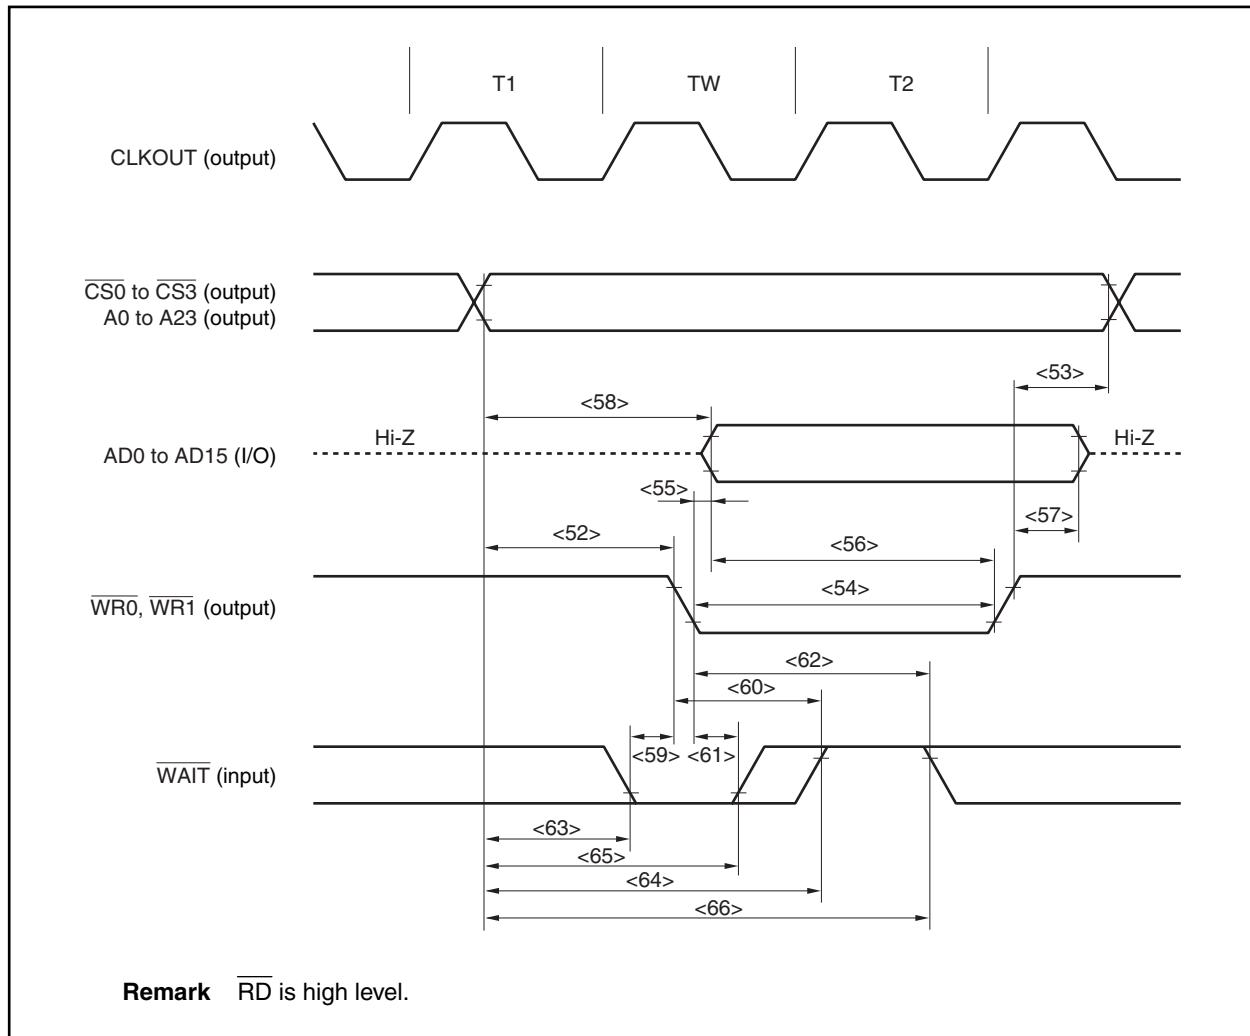 T1 TW T2
CLKOUT (output)
CS0 to CS3 (output)
A0 to A23 (output)
<53>
<58>
Hi-Z Hi-Z
AD0 to AD15 (I/O)
<55>
<57>
<52>
<56>
<54>
WR0, WR1 (output)
<62>
<60>
<59> <61>
WAIT (input)
<63>
<65>
<64>
<66>
Remark RD is high level.